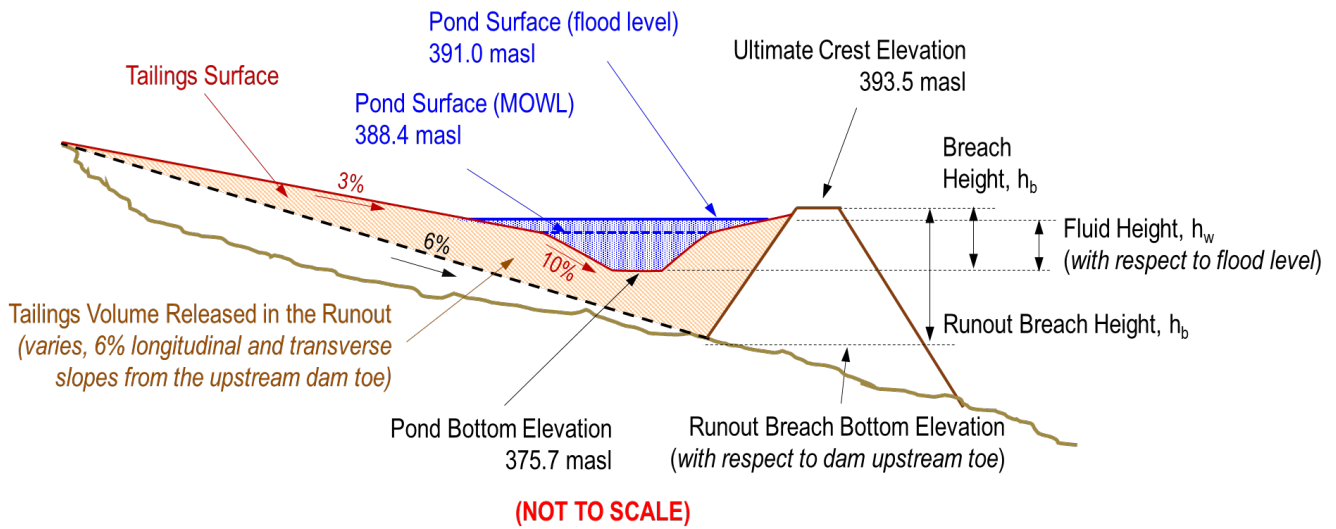 Pond Surface (flood level)
391.0 masl
Ultimate Crest Elevation
393.5 masl
Tailings Surface
Pond Surface (MOWL)
388.4 masl
Breach
Height, hb
3%
Fluid Height, hw
(with respect to flood level)
6%
10%
Tailings Volume Released in the Runout
(varies, 6% longitudinal and transverse
slopes from the upstream dam toe)
Runout Breach Height, hb
Pond Bottom Elevation
375.7 masl
Runout Breach Bottom Elevation
(with respect to dam upstream toe)
(NOT TO SCALE)